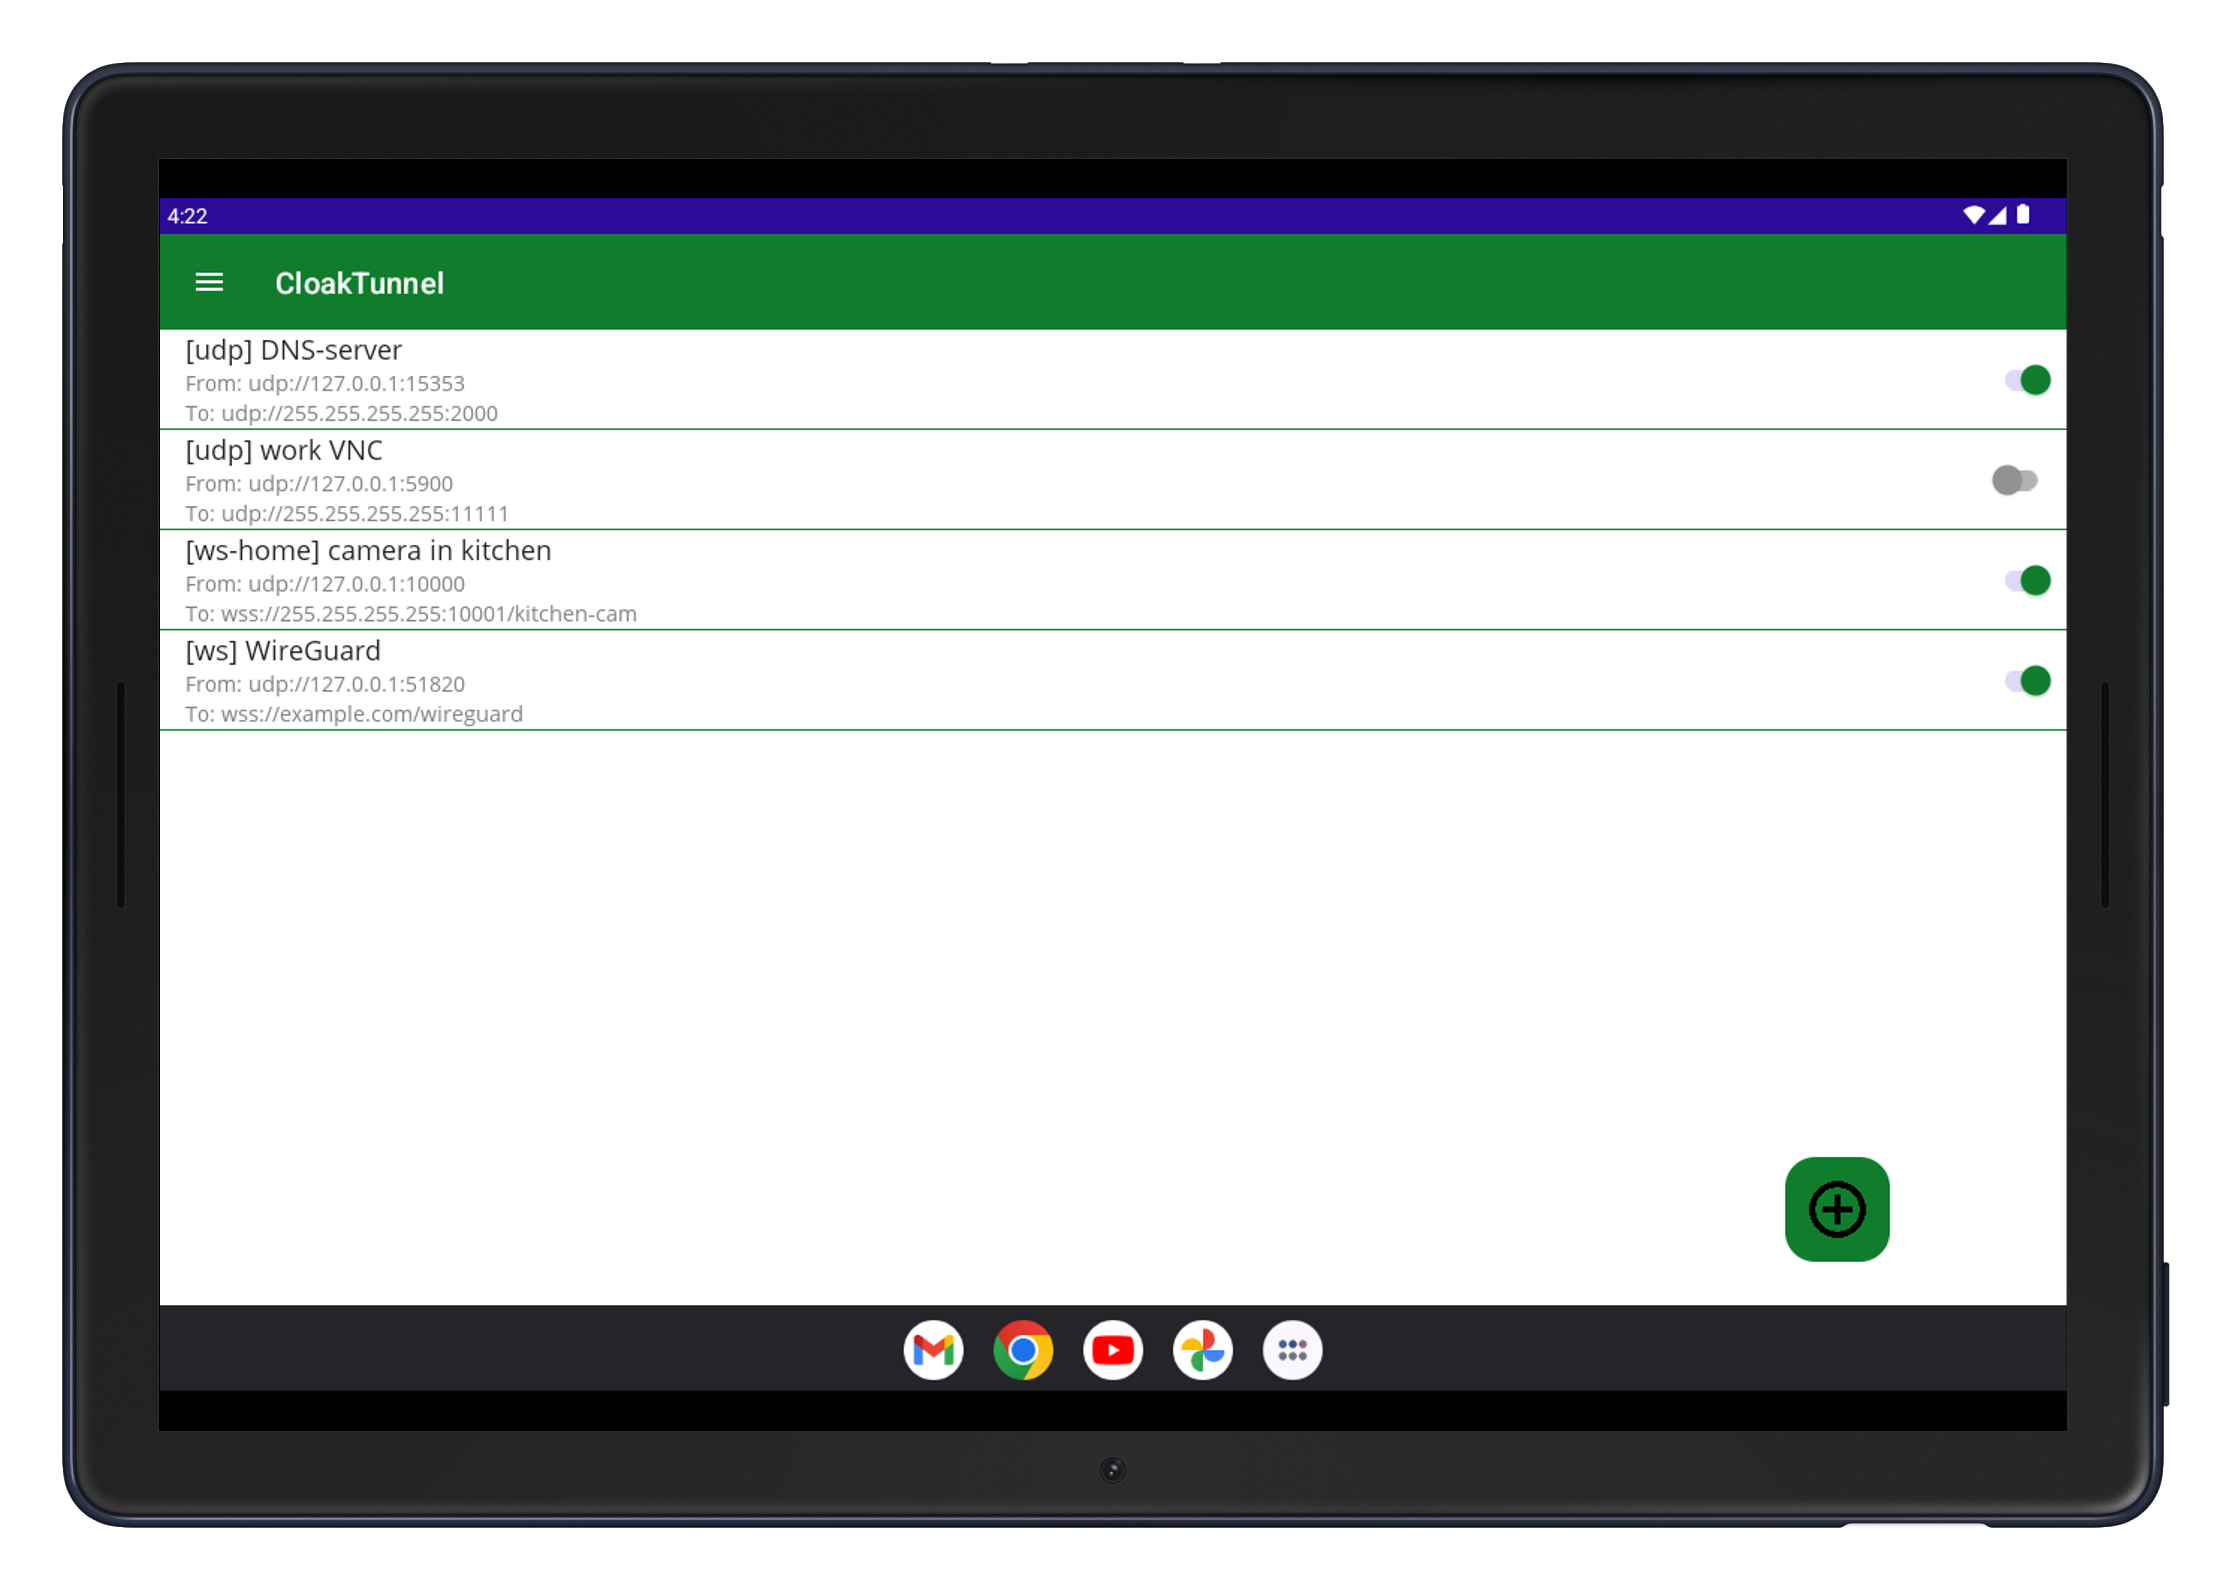 4:22
CloakTunnel
[udp] DNS-server
From: udp://127.0.0.1:15353
To: udp://255.255.255.255:2000
[udp] work VNC
From: udp://127.0.0.1:5900
To: udp://255.255.255.255:11111
[ws-home] camera in kitchen
From: udp://127.0.0.1:10000
To: wss://255.255.255.255:10001/kitchen-cam
[ws] WireGuard
From: udp://127.0.0.1:51820
To: wss://example.com/wireguard